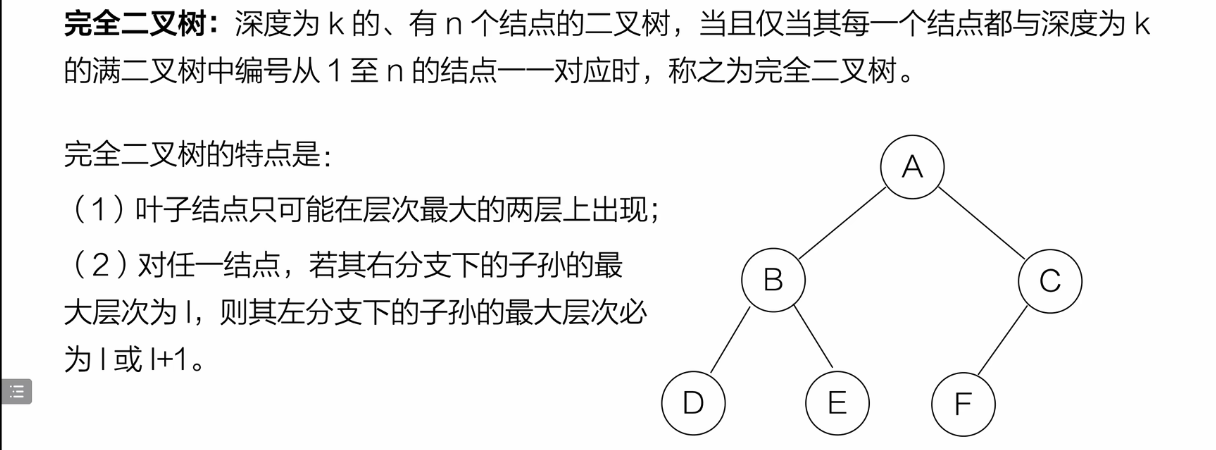 完全二叉树：深度为 k 的、有 n 个结点的二叉树，当且仅当其每一个结点都与深度为 k
的满二叉树中编号从 1 至 n 的结点一一对应时，称之为完全二叉树。
完全二叉树的特点是：
（1）叶子结点只可能在层次最大的两层上出现；
（2）对任一结点，若其右分支下的子孙的最
大层次为 l，则其左分支下的子孙的最大层次必
为 l 或 l+1。
A
B C
D E F